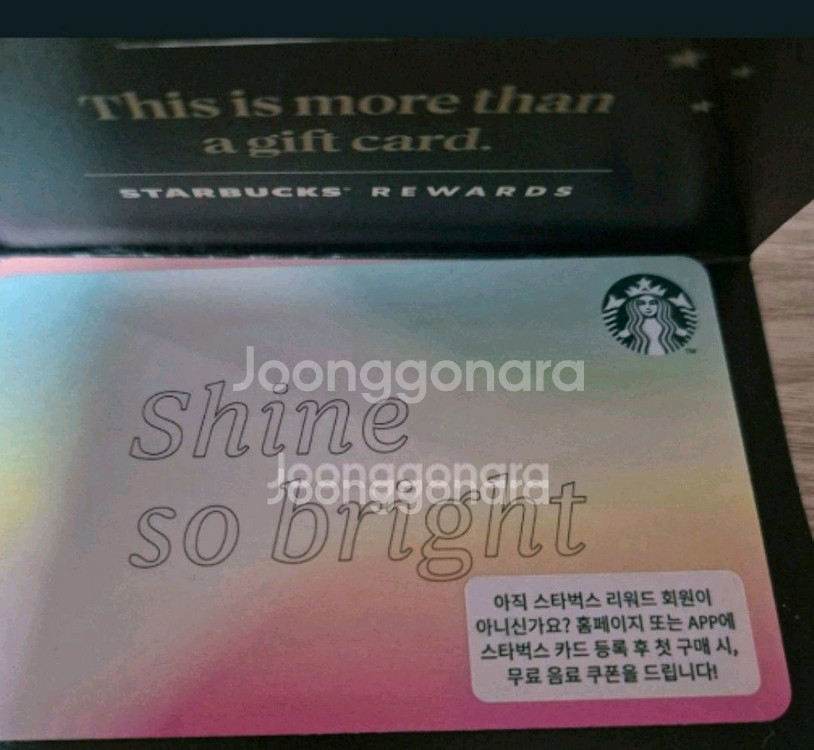 This is more than
a gift card.
STARBUCKS® REWARDS
Joonggonara
Shine
Joonggonara
so bright
아직 스타벅스 리워드 회원이
아니신가요? 홈페이지 또는 APP에
스타벅스 카드 등록 후 첫 구매 시,
무료 음료 쿠폰을 드립니다!